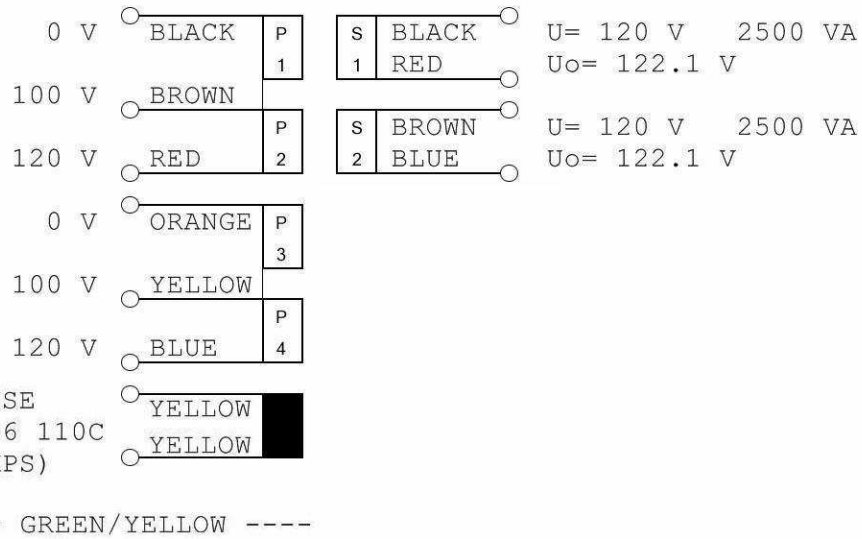 0 V BLACK P S BLACK U= 120 V 2500 VA
1 1 RED Uo= 122.1 V
100 V BROWN
P S BROWN U= 120 V 2500 VA
120 V RED 2 2 BLUE Uo= 122.1 V
0 V ORANGE P
3
100 V YELLOW
P
120 V BLUE 4
SE YELLOW
6 110C YELLOW
PS)
GREEN/YELLOW ----